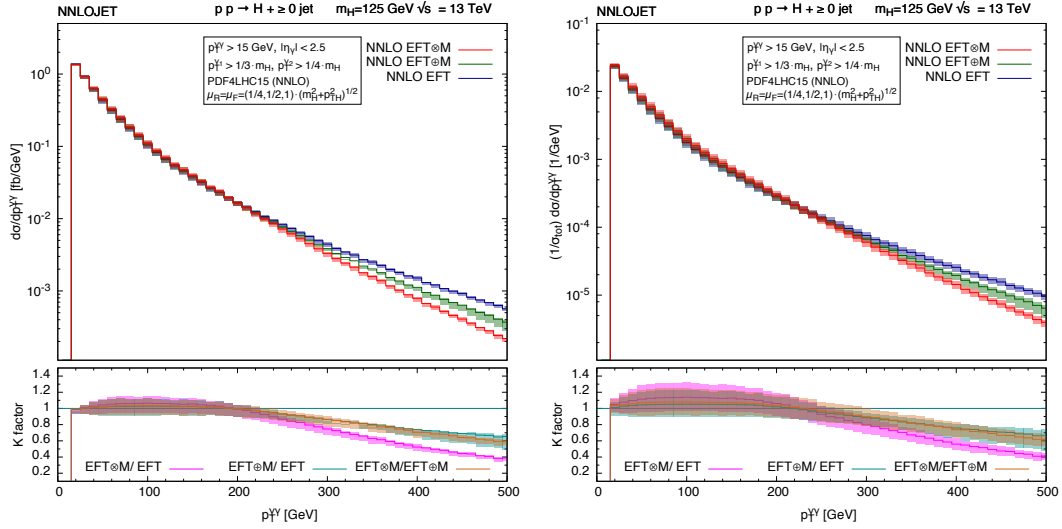 NNLOJET p p → H + ≥ 0 jet m_H=125 GeV √s = 13 TeV
p_T^γγ > 15 GeV, |η_γ| < 2.5
p_T^γ1 > 1/3 · m_H, p_T^γ2 > 1/4 · m_H
PDF4LHC15 (NNLO)
μ_R=μ_F=(1/4,1/2,1) · (m_H^2+p_TH^2)^1/2
NNLO EFT⊗M
NNLO EFT⊕M
NNLO EFT
dσ/dp_T^γγ [fb/GeV]
10^0
10^-1
10^-2
10^-3
K factor
1.4
1.2
1
0.8
0.6
0.4
0.2
EFT⊗M/ EFT EFT⊕M/ EFT EFT⊗M/EFT⊕M
0 100 200 300 400 500
p_T^γγ [GeV]
NNLOJET p p → H + ≥ 0 jet m_H=125 GeV √s = 13 TeV
p_T^γγ > 15 GeV, |η_γ| < 2.5
p_T^γ1 > 1/3 · m_H, p_T^γ2 > 1/4 · m_H
PDF4LHC15 (NNLO)
μ_R=μ_F=(1/4,1/2,1) · (m_H^2+p_TH^2)^1/2
NNLO EFT⊗M
NNLO EFT⊕M
NNLO EFT
(1/σ_tot) dσ/dp_T^γγ [1/GeV]
10^-1
10^-2
10^-3
10^-4
10^-5
K factor
1.4
1.2
1
0.8
0.6
0.4
0.2
EFT⊗M/ EFT EFT⊕M/ EFT EFT⊗M/EFT⊕M
0 100 200 300 400 500
p_T^γγ [GeV]